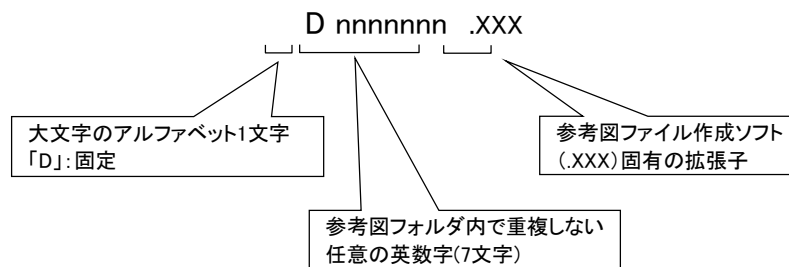 D nnnnnnn .XXX
大文字のアルファベット1文字
「D」:固定
参考図ファイル作成ソフト
(.XXX)固有の拡張子
参考図フォルダ内で重複しない
任意の英数字(7文字)